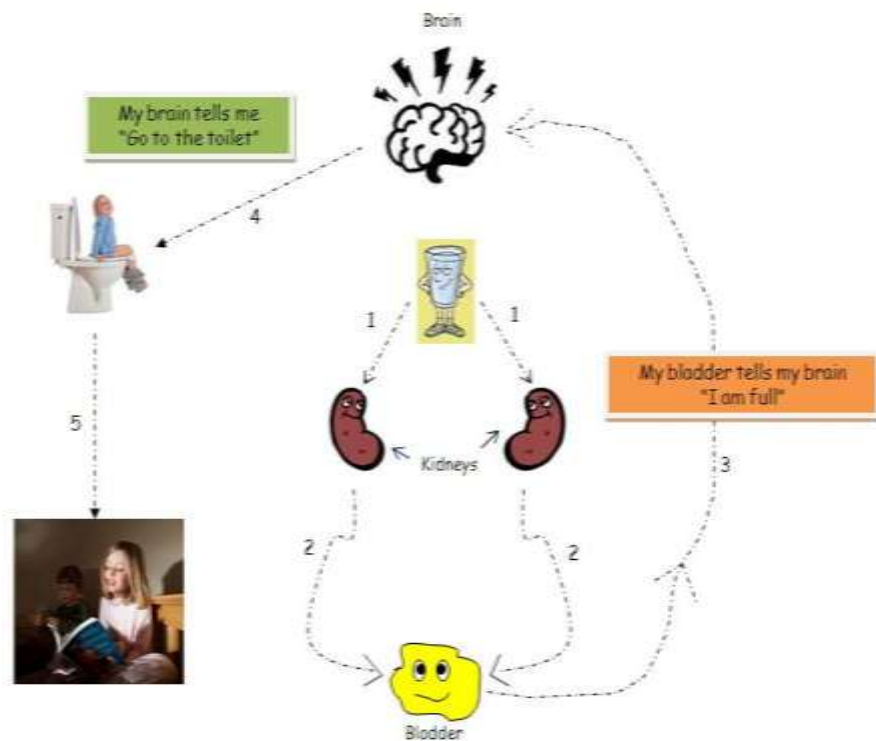 Brain
My brain tells me
"Go to the toilet"
4
1
1
My bladder tells my brain
"I am full"
5
Kidneys
3
2
2
Bladder